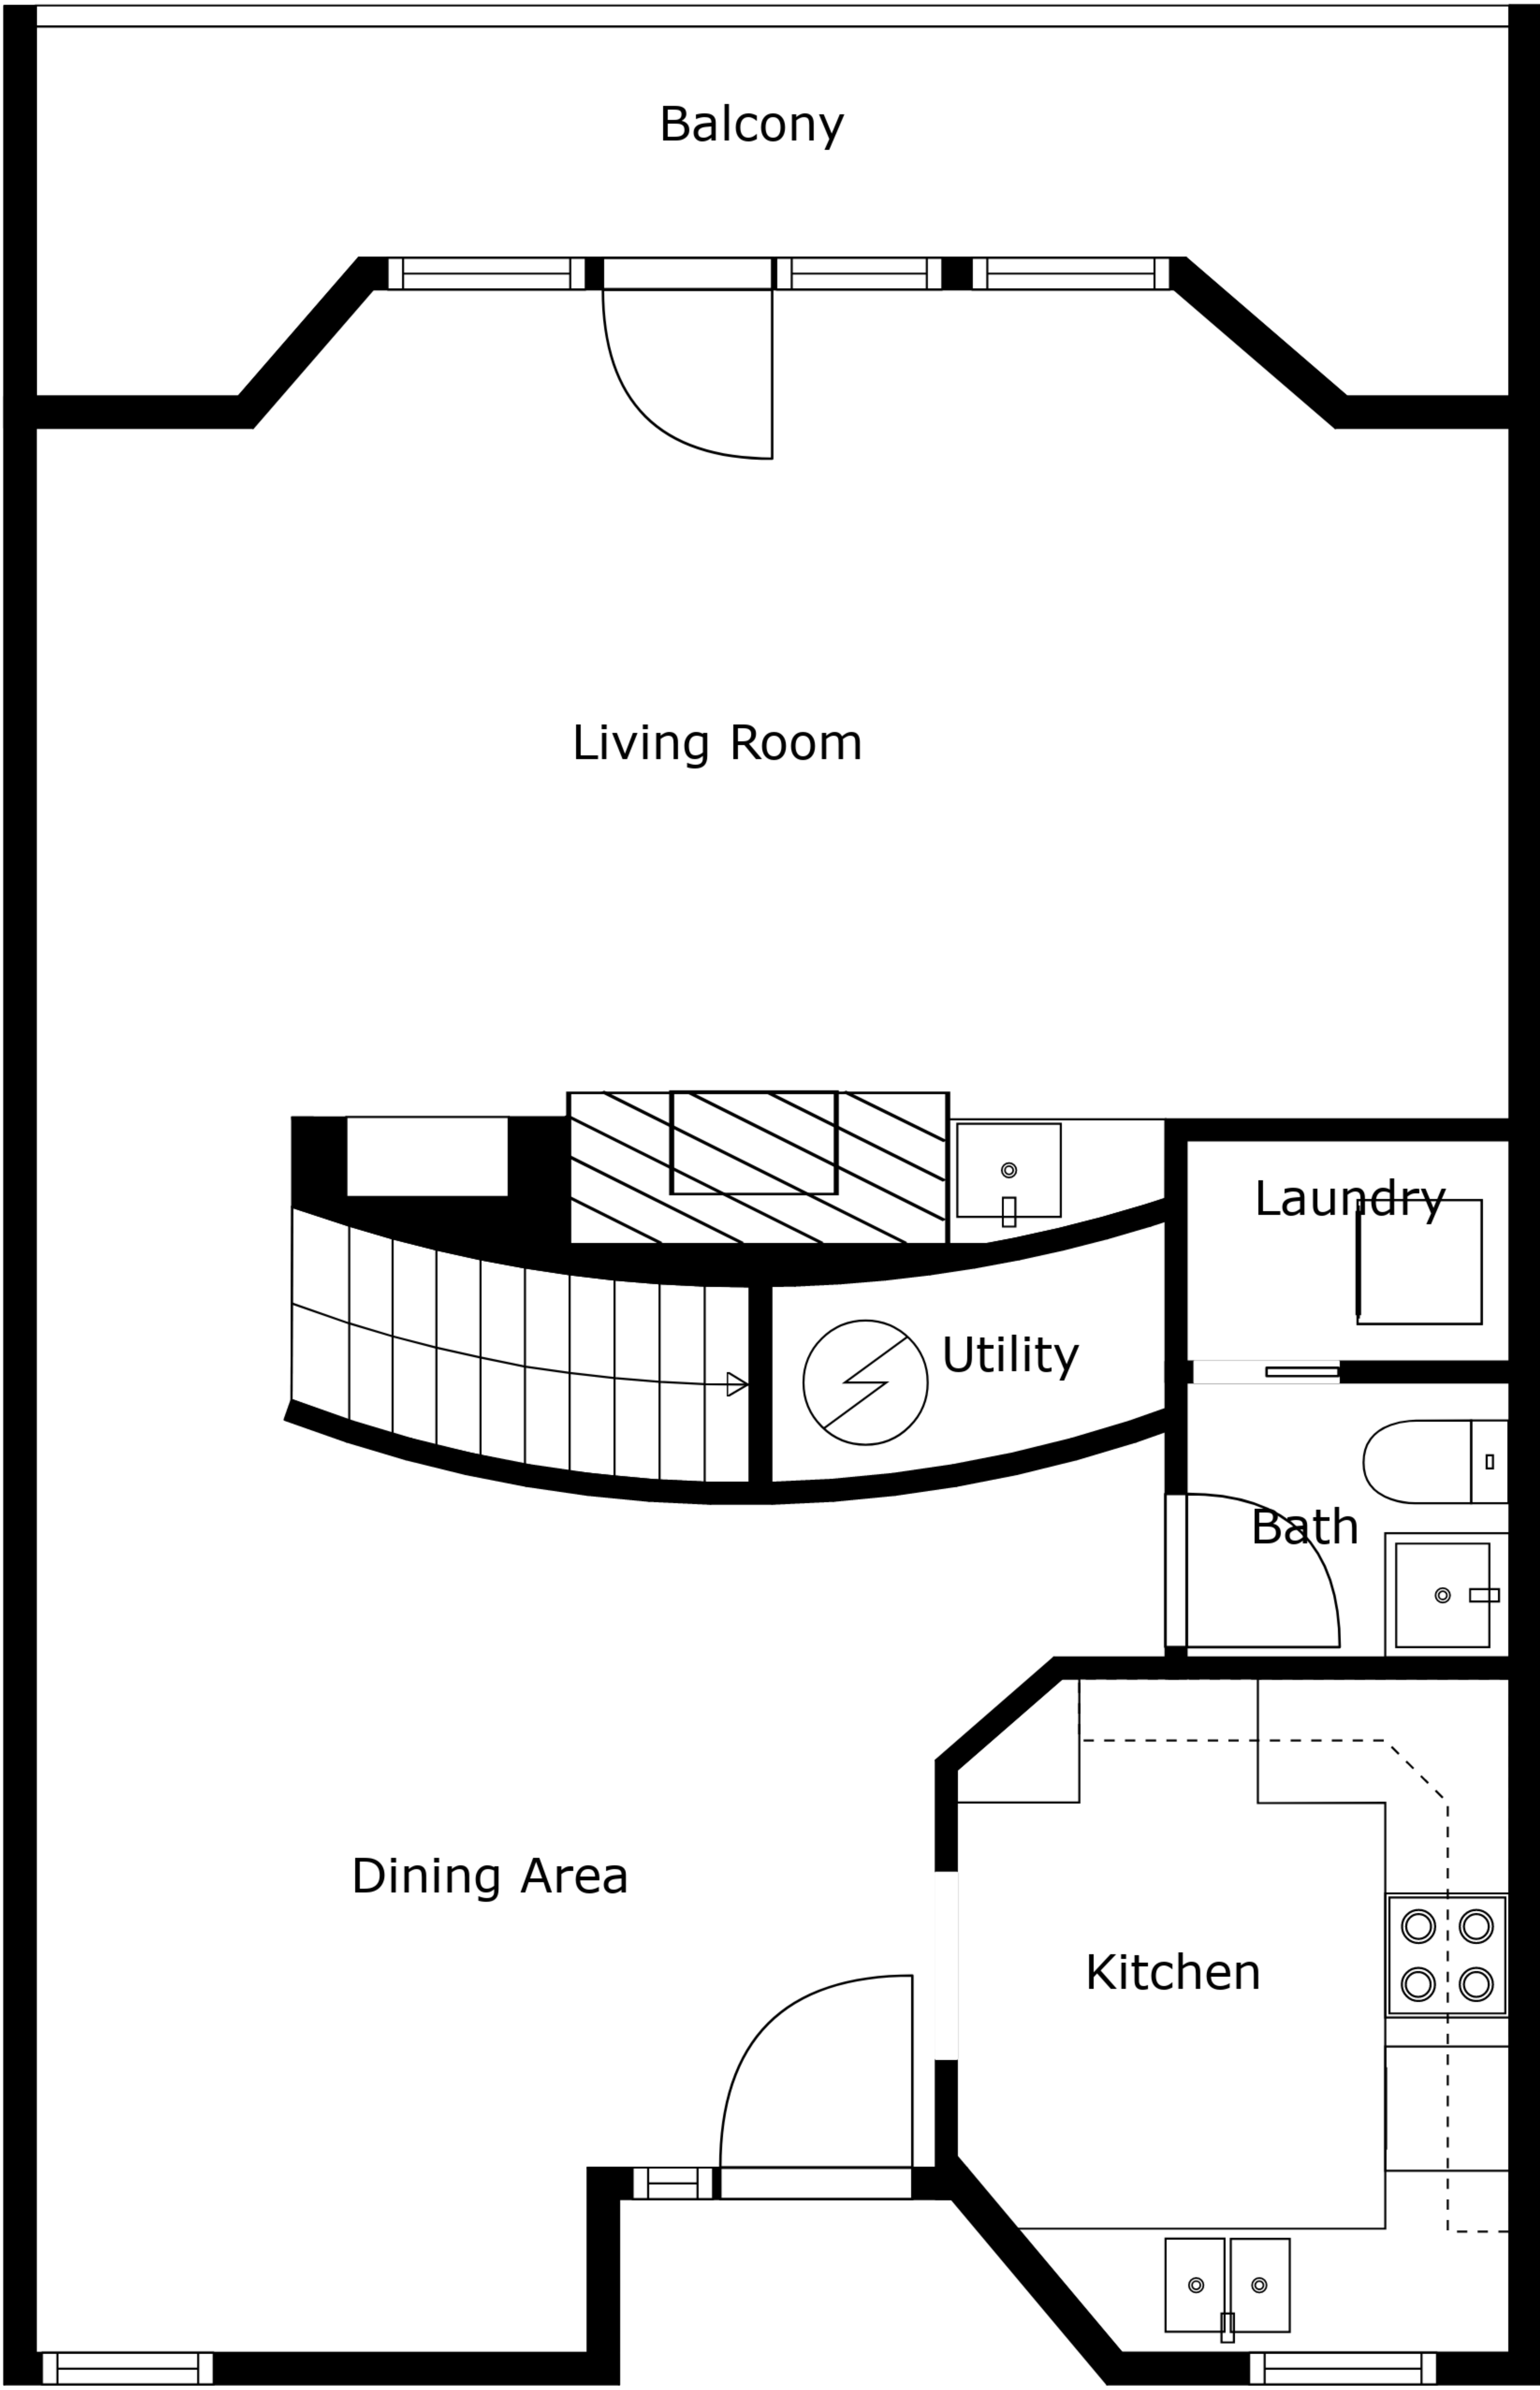 Balcony
Living Room
Laundry
Utility
Bath
Dining Area
Kitchen